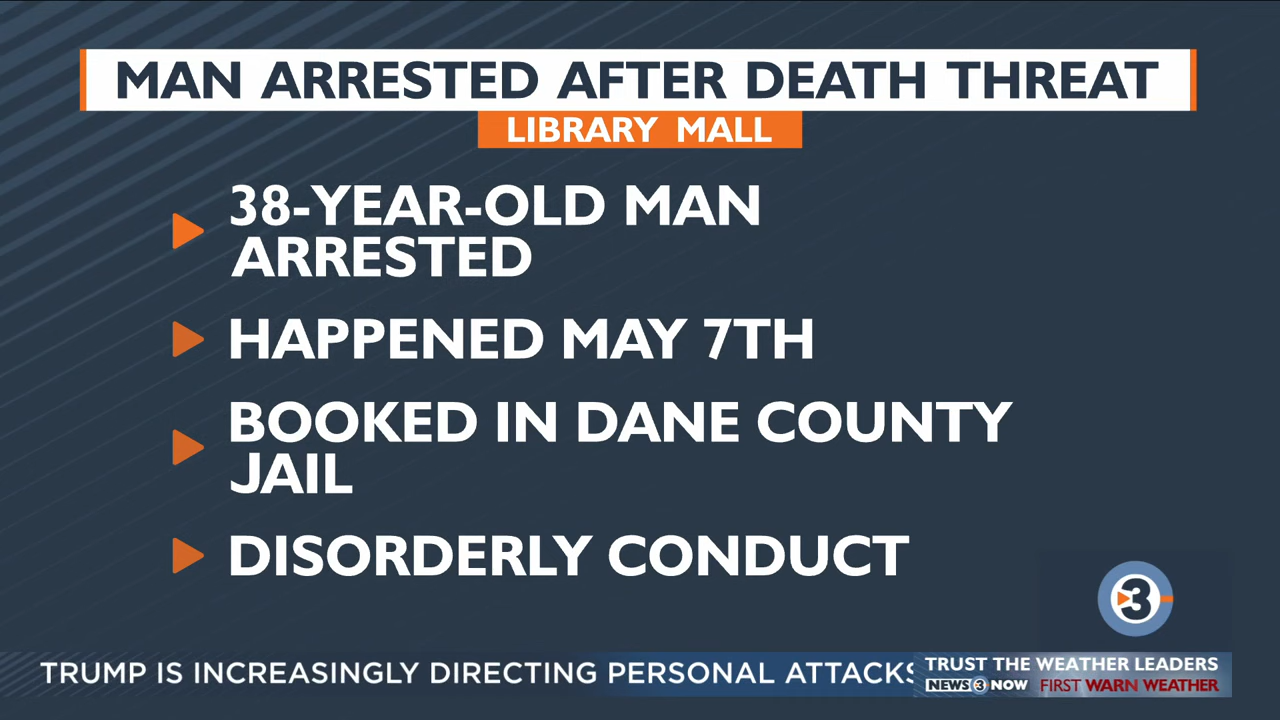 MAN ARRESTED AFTER DEATH THREAT
LIBRARY MALL
38-YEAR-OLD MAN
ARRESTED
HAPPENED MAY 7TH
BOOKED IN DANE COUNTY
JAIL
DISORDERLY CONDUCT
3
TRUMP IS INCREASINGLY DIRECTING PERSONAL ATTACKS
TRUST THE WEATHER LEADERS
NEWS 3 NOW FIRST WARN WEATHER